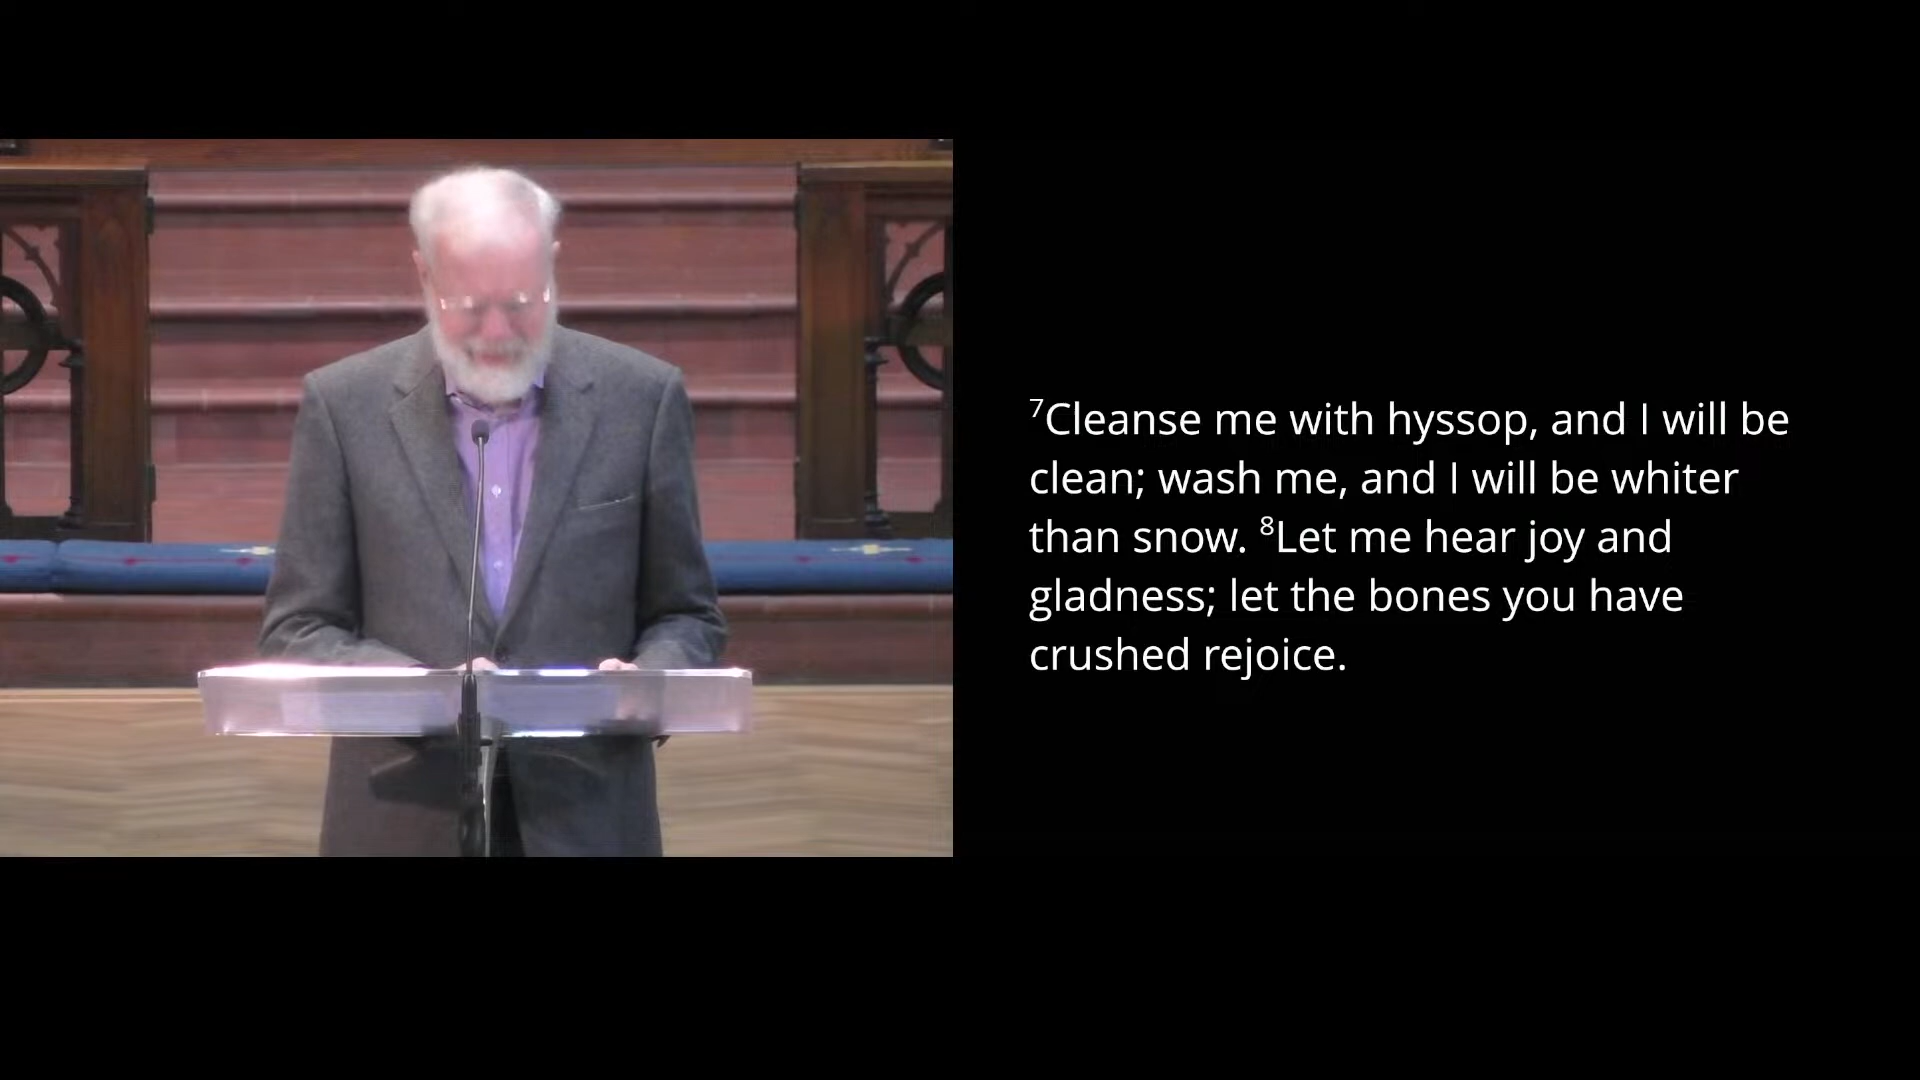 ⁷Cleanse me with hyssop, and I will be
clean; wash me, and I will be whiter
than snow. ⁸Let me hear joy and
gladness; let the bones you have
crushed rejoice.